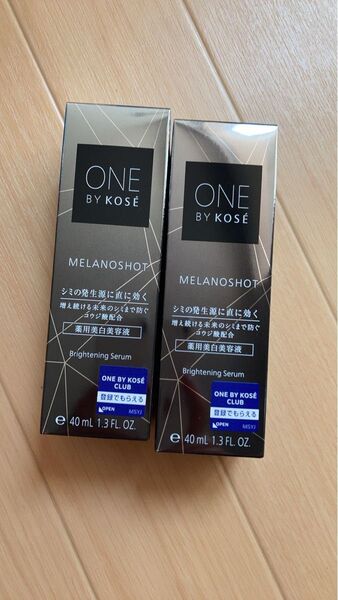 ONE
BY KOSÉ
MELANOSHOT
シミの発生源に直に効く
増え続ける未来のシミまで防ぐ
コウジ酸配合
薬用美白美容液
Brightening Serum
ONE BY KOSÉ
CLUB
登録でもらえる
OPEN MSYJ
e 40 mL 1.3 FL. OZ.
ONE
BY KOSÉ
MELANOSHOT
シミの発生源に直に効く
増え続ける未来のシミまで防ぐ
コウジ酸配合
薬用美白美容液
Brightening Serum
ONE BY KOSÉ
CLUB
登録でもらえる
OPEN MSYJ
e 40 mL 1.3 FL. OZ.